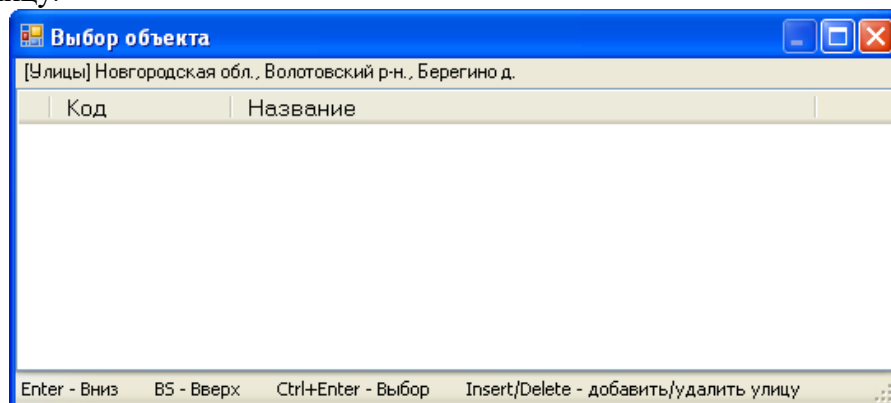 ицу.
Выбор объекта
[Улицы] Новгородская обл., Волотовский р-н., Берегино д.
Код Название
Enter - Вниз BS - Вверх Ctrl+Enter - Выбор Insert/Delete - добавить/удалить улицу